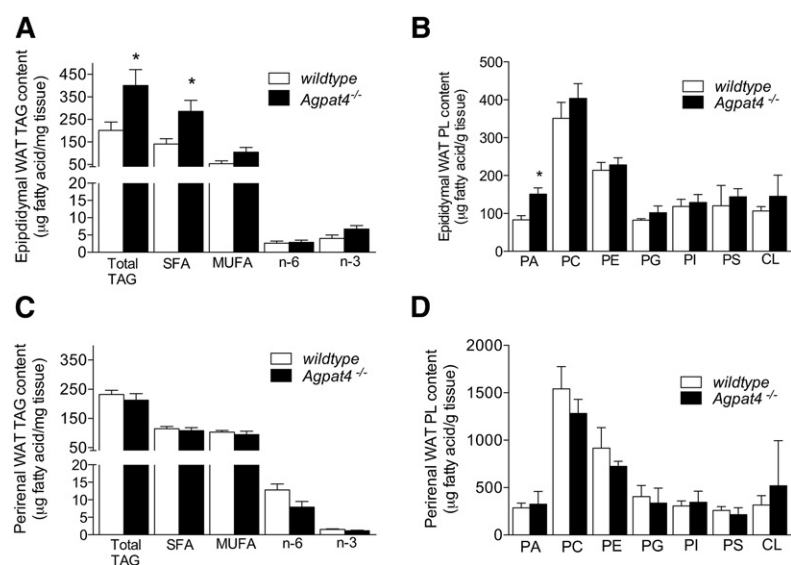 A
Epipdidymal WAT TAG content
(µg fatty acid/mg tissue)
450
350
250
150
50
20
15
10
5
0
*
*
wildtype
Agpat4-/-
Total
TAG
SFA
MUFA
n-6
n-3
B
Epididymal WAT PL content
(µg fatty acid/g tissue)
500
400
300
200
100
0
*
wildtype
Agpat4-/-
PA
PC
PE
PG
PI
PS
CL
C
Perirenal WAT TAG content
(µg fatty acid/mg tissue)
350
250
150
50
20
15
10
5
0
wildtype
Agpat4-/-
Total
TAG
SFA
MUFA
n-6
n-3
D
Perirenal WAT PL content
(µg fatty acid/g tissue)
2000
1500
1000
500
0
wildtype
Agpat4-/-
PA
PC
PE
PG
PI
PS
CL